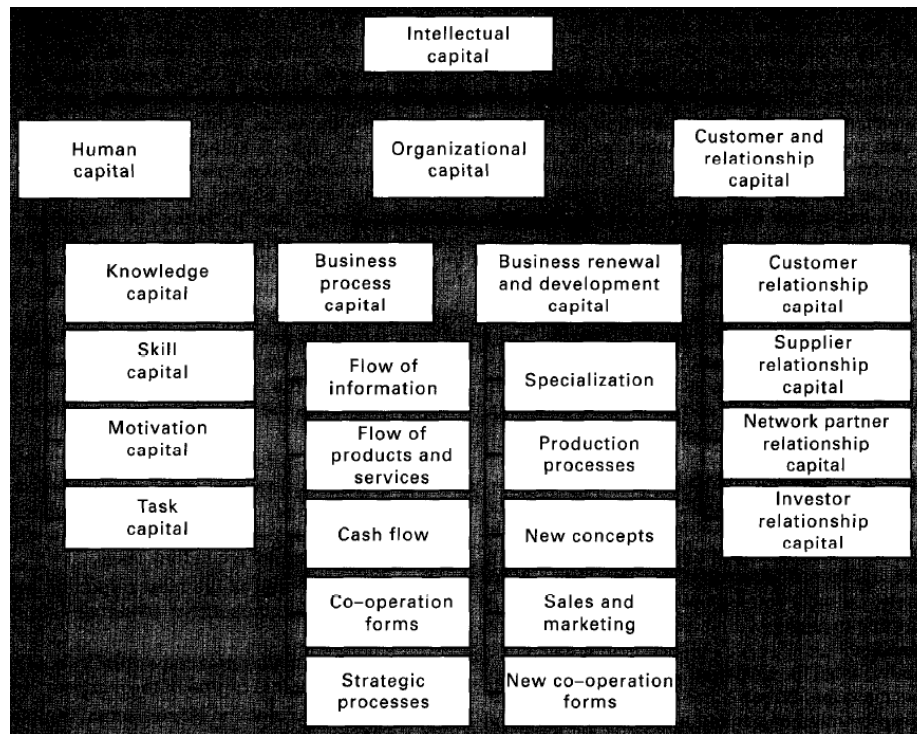 Intellectual
capital
Human
capital
Organizational
capital
Customer and
relationship
capital
Knowledge
capital
Skill
capital
Motivation
capital
Task
capital
Business
process
capital
Flow of
information
Flow of
products and
services
Cash flow
Co-operation
forms
Strategic
processes
Business renewal
and development
capital
Specialization
Production
processes
New concepts
Sales and
marketing
New co-operation
forms
Customer
relationship
capital
Supplier
relationship
capital
Network partner
relationship
capital
Investor
relationship
capital